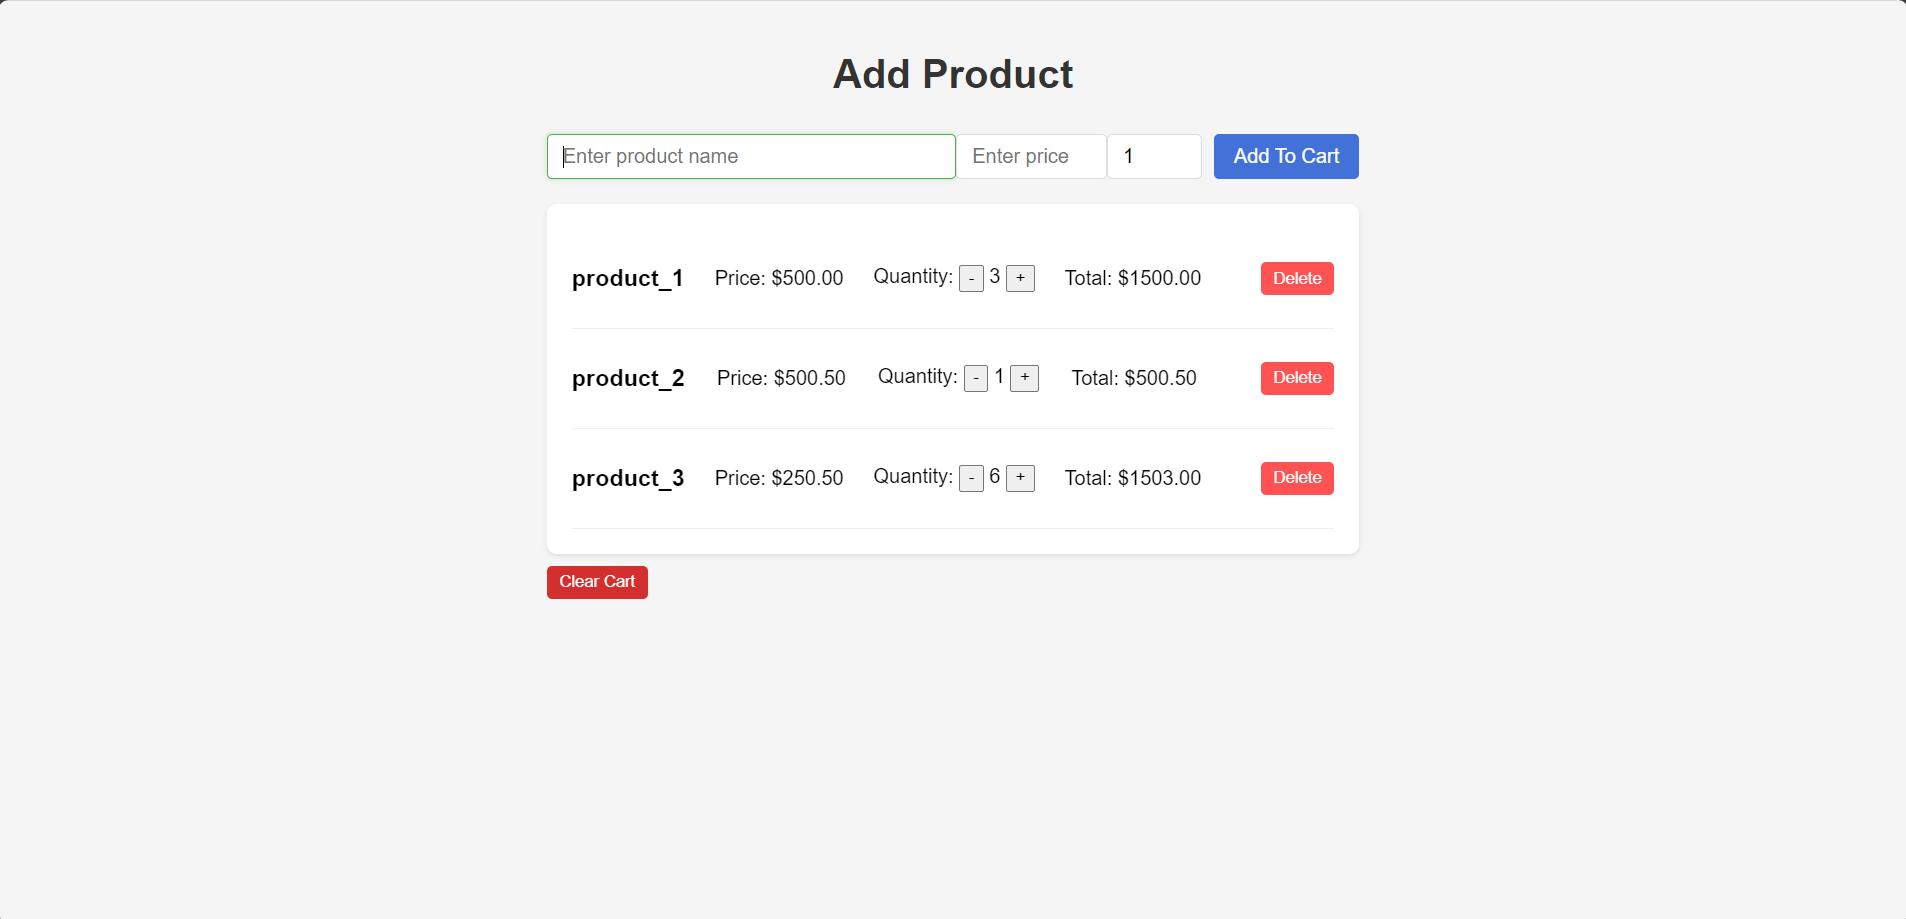 Add Product
Enter product name Enter price 1 Add To Cart
product_1 Price: $500.00 Quantity: - 3 + Total: $1500.00 Delete
product_2 Price: $500.50 Quantity: - 1 + Total: $500.50 Delete
product_3 Price: $250.50 Quantity: - 6 + Total: $1503.00 Delete
Clear Cart